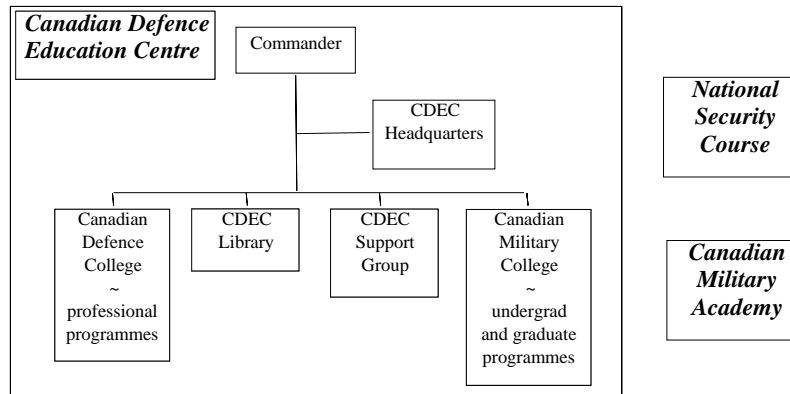 Canadian Defence
Education Centre
Commander
CDEC
Headquarters
Canadian
Defence
College
~
professional
programmes
CDEC
Library
CDEC
Support
Group
Canadian
Military
College
~
undergrad
and graduate
programmes
National
Security
Course
Canadian
Military
Academy